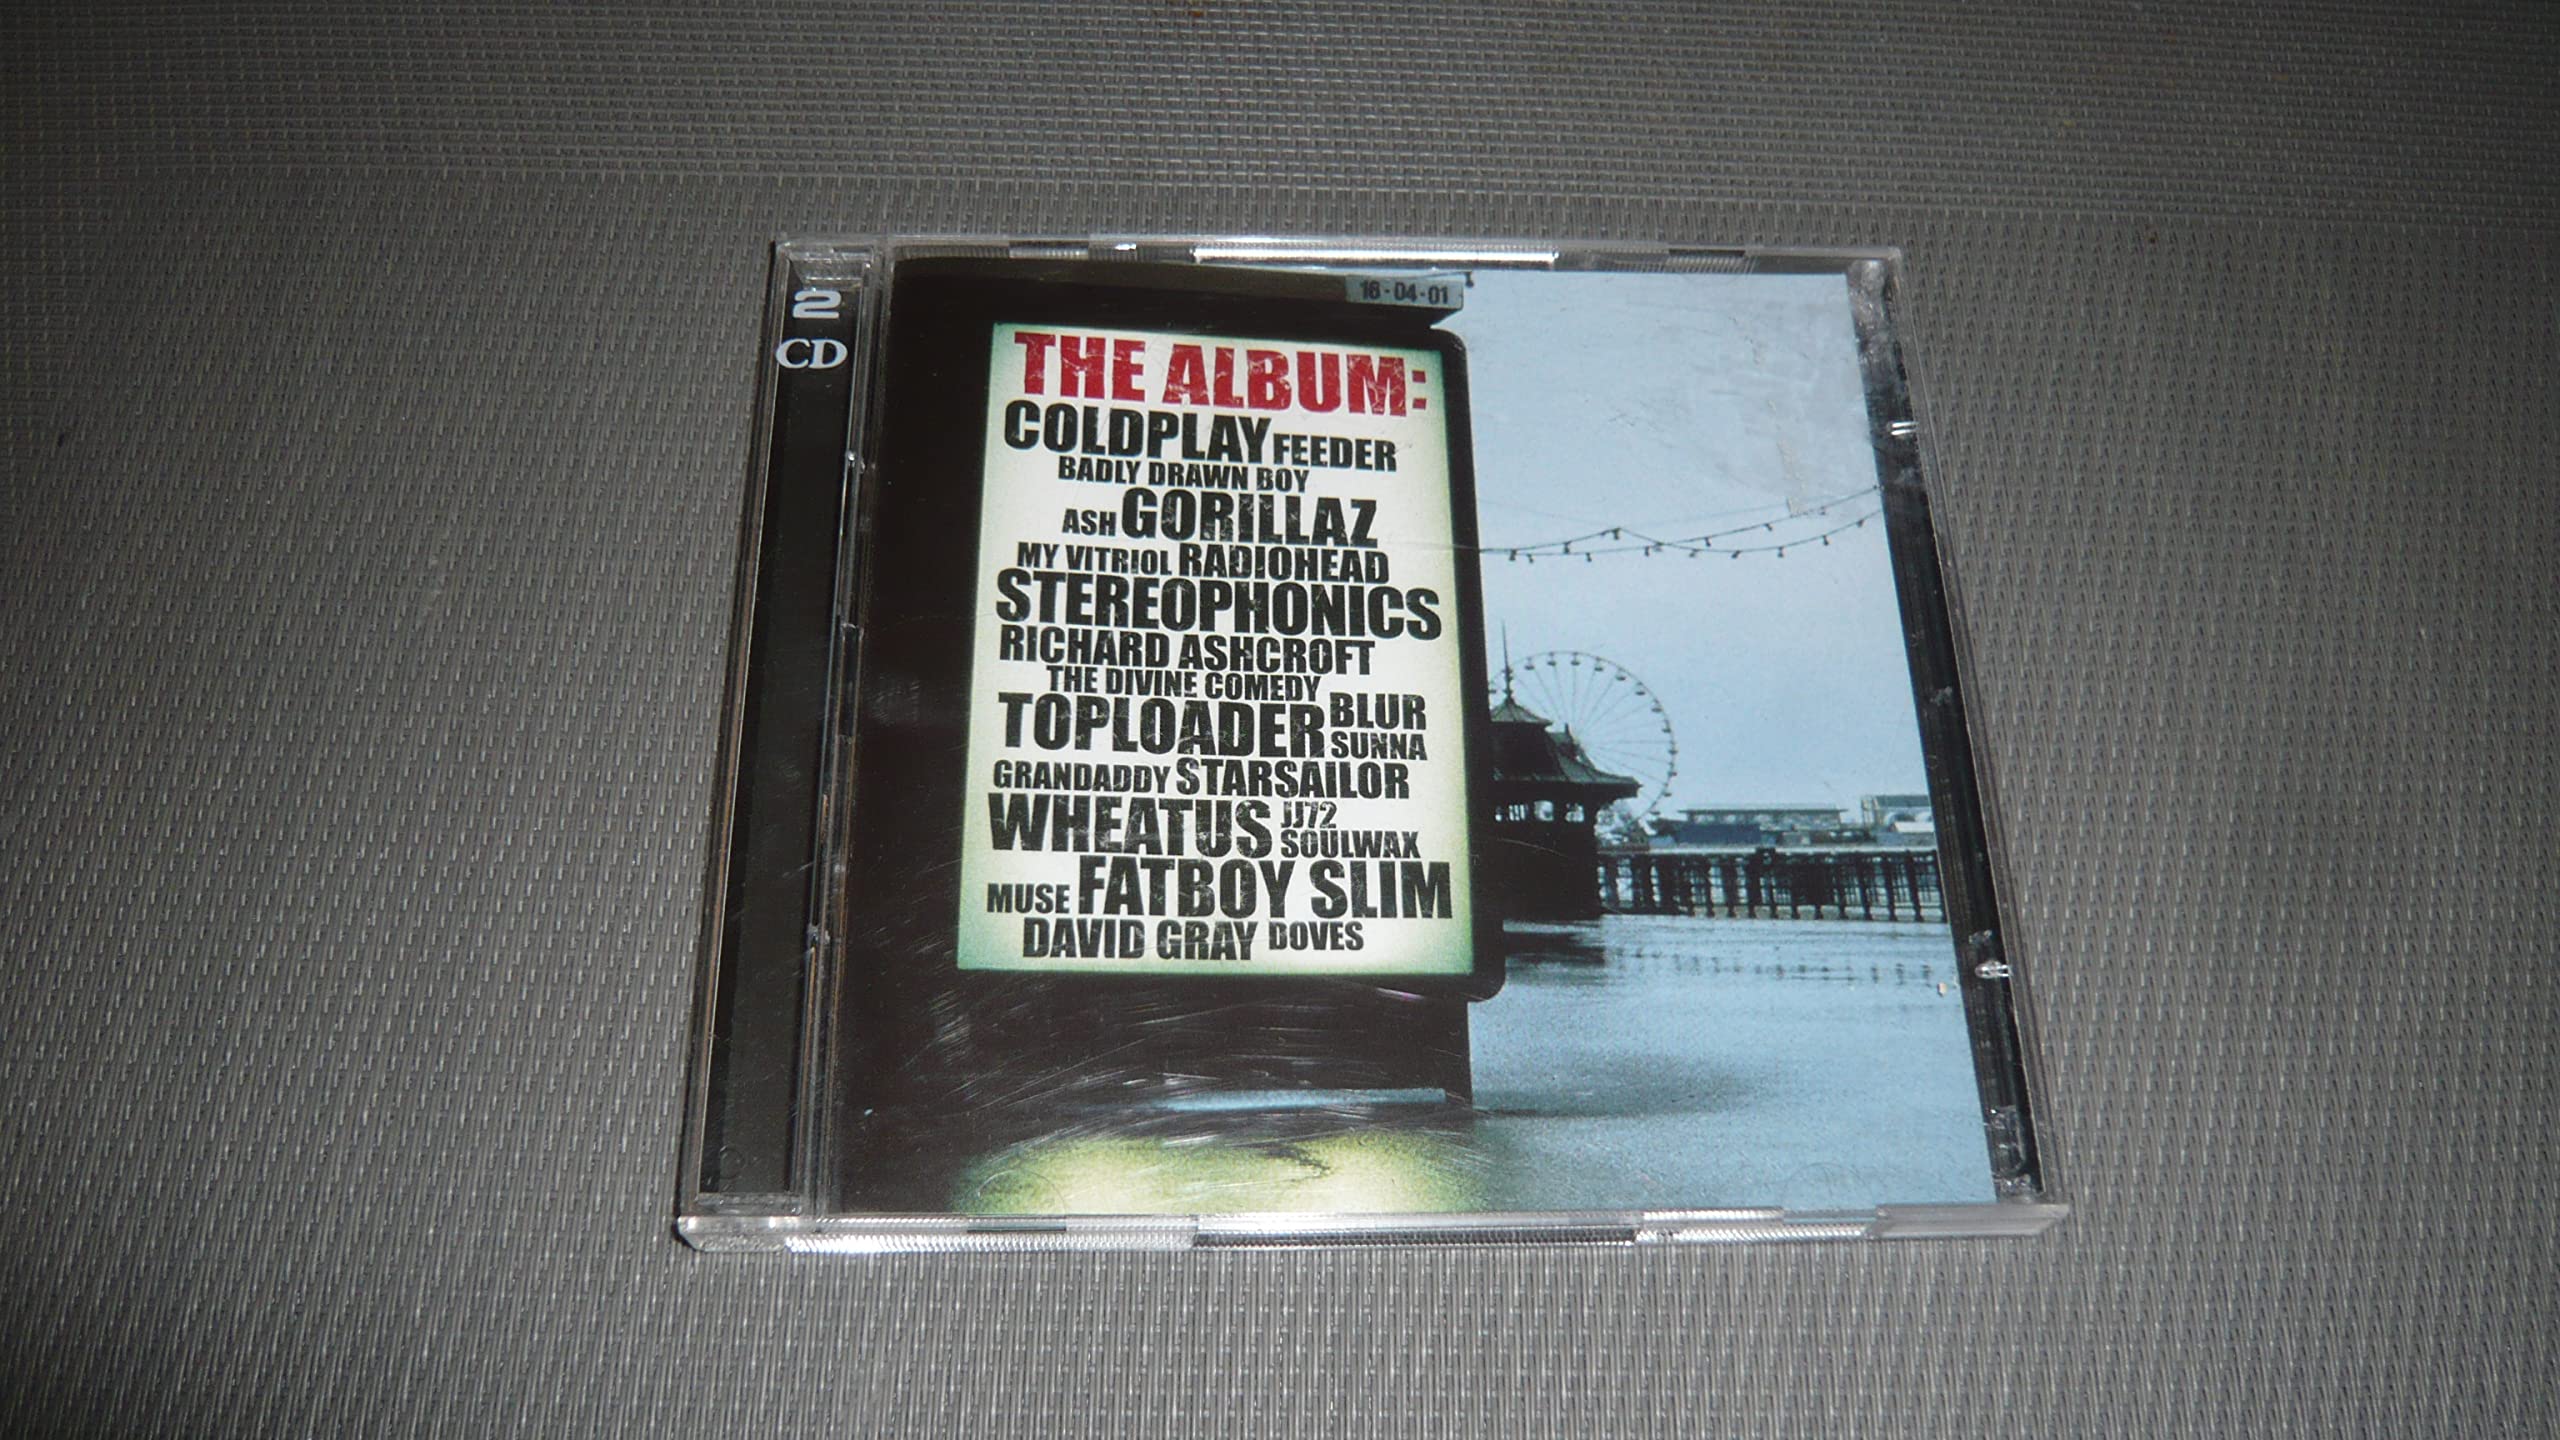 2
CD
16-04-01
THE ALBUM:
COLDPLAY FEEDER
BADLY DRAWN BOY
ASH GORILLAZ
MY VITRIOL RADIOHEAD
STEREOPHONICS
RICHARD ASHCROFT
THE DIVINE COMEDY
TOPLOADER BLUR
SUNNA
GRANDADDY STARSAILOR
WHEATUS JJ72
SOULWAX
MUSE FATBOY SLIM
DAVID GRAY DOVES